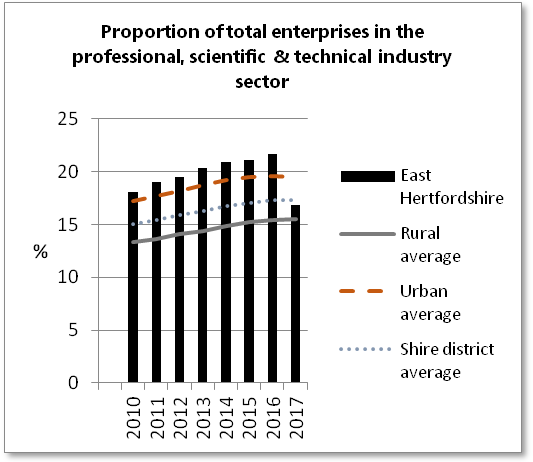 Proportion of total enterprises in the
professional, scientific & technical industry
sector
25
20
15
10
5
0
%
2010
2011
2012
2013
2014
2015
2016
2017
East
Hertfordshire
Rural
average
Urban
average
Shire district
average